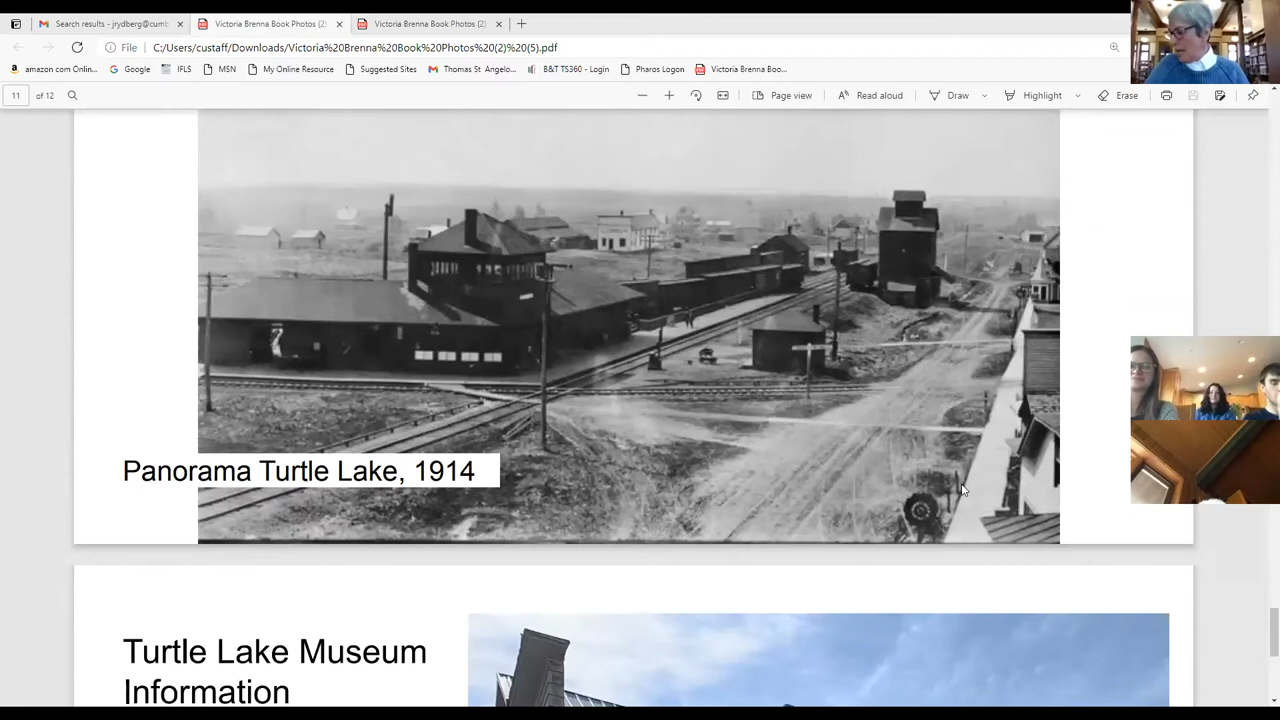 Search results - jrydberg@cumb
Victoria Brenna Book Photos (2)
Victoria Brenna Book Photos (2)
File
C:/Users/custaff/Downloads/Victoria%20Brenna%20Book%20Photos%20(2)%20(5).pdf
amazon com Onlin...
Google
IFLS
MSN
My Online Resource
Suggested Sites
Thomas St. Angelo...
B&T TS360 - Login
Pharos Logon
Victoria Brenna Boo...
11 of 12
Page view
Read aloud
Draw
Highlight
Erase
Panorama Turtle Lake, 1914
Turtle Lake Museum
Information